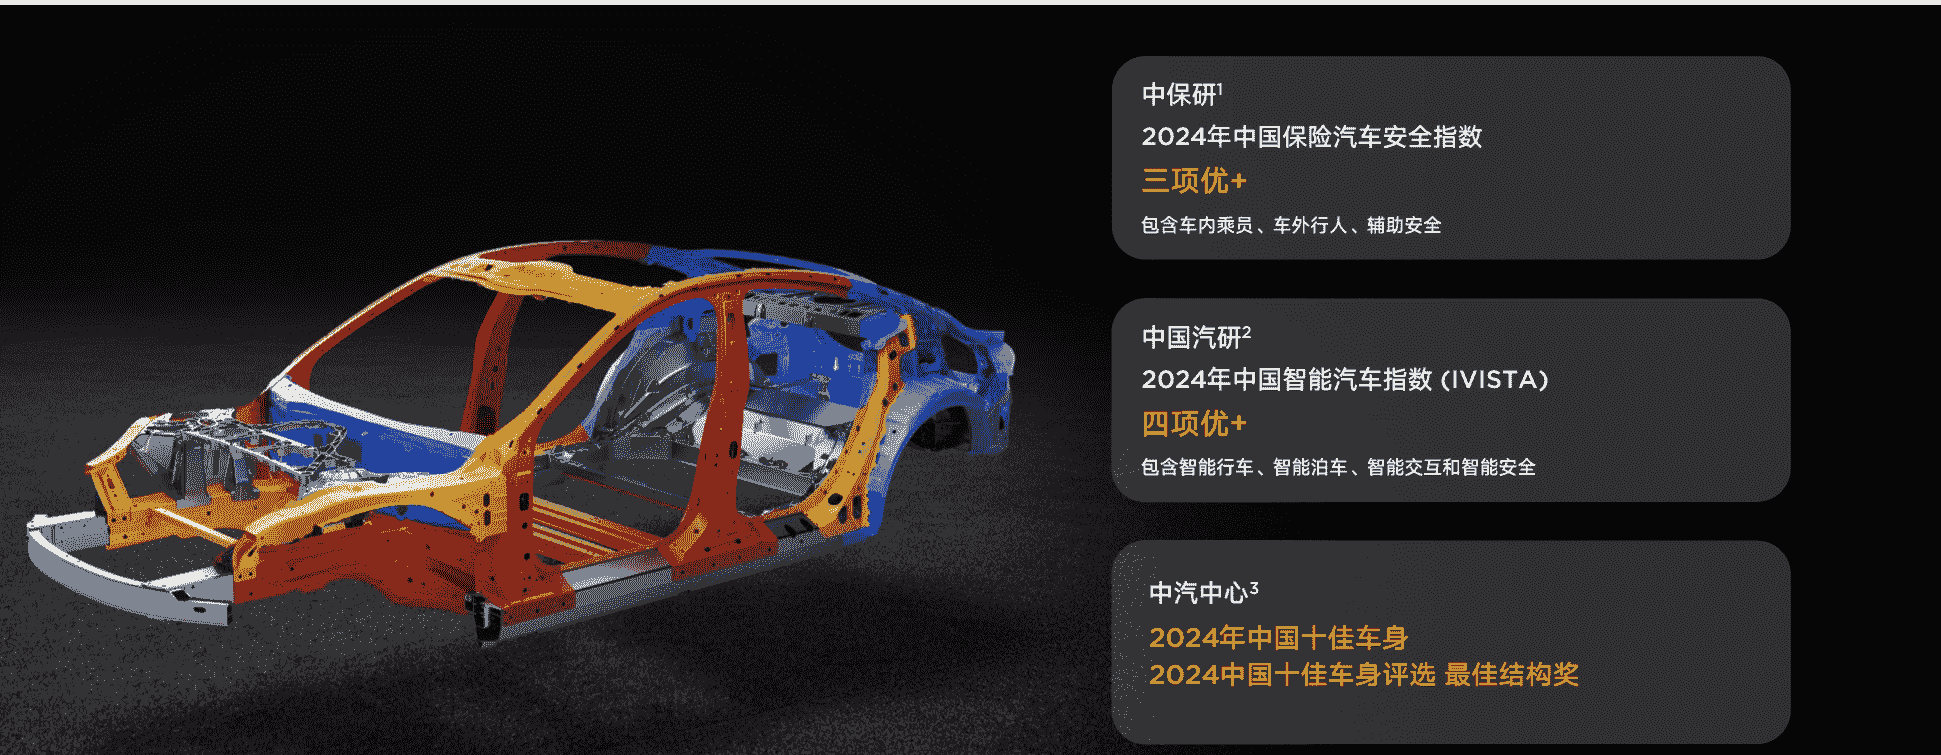 中保研¹
2024年中国保险汽车安全指数
三项优+
包含车内乘员、车外行人、辅助安全
中国汽研²
2024年中国智能汽车指数 (IVISTA)
四项优+
包含智能行车、智能泊车、智能交互和智能安全
中汽中心³
2024年中国十佳车身
2024中国十佳车身评选 最佳结构奖